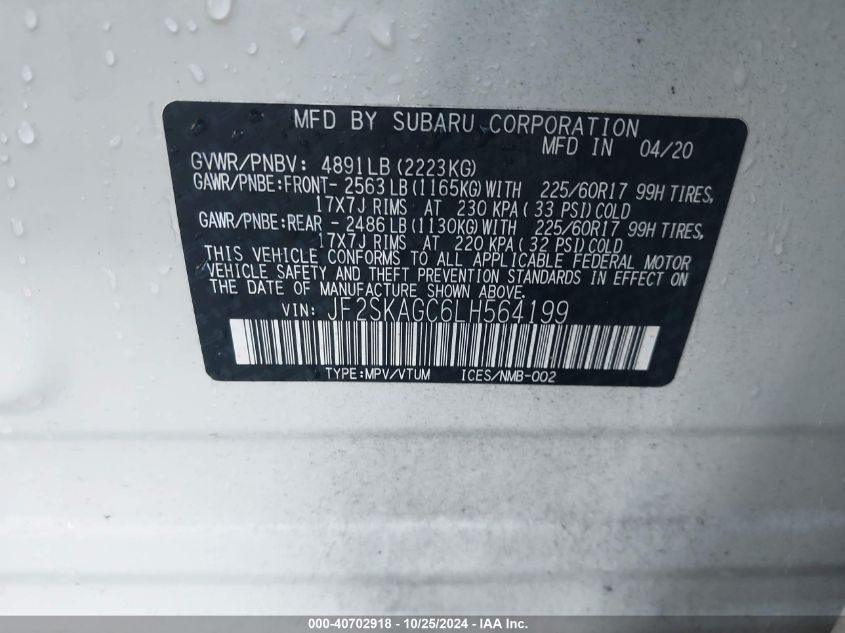 MFD BY SUBARU CORPORATION
MFD IN 04/20
GVWR/PNBV: 4891LB (2223KG)
GAWR/PNBE:FRONT- 2563 LB (1165KG) WITH 225/60R17 99H TIRES,
17X7J RIMS AT 230 KPA ( 33 PSI) COLD
GAWR/PNBE:REAR - 2486 LB (1130KG) WITH 225/60R17 99H TIRES,
17X7J RIMS AT 220 KPA ( 32 PSI) COLD
THIS VEHICLE CONFORMS TO ALL APPLICABLE FEDERAL MOTOR
VEHICLE SAFETY AND THEFT PREVENTION STANDARDS IN EFFECT ON
THE DATE OF MANUFACTURE SHOWN ABOVE.
VIN: JF2SKAGC6LH564199
TYPE:MPV/VTUM ICES/NMB-002
000-40702918 - 10/25/2024 - IAA Inc.